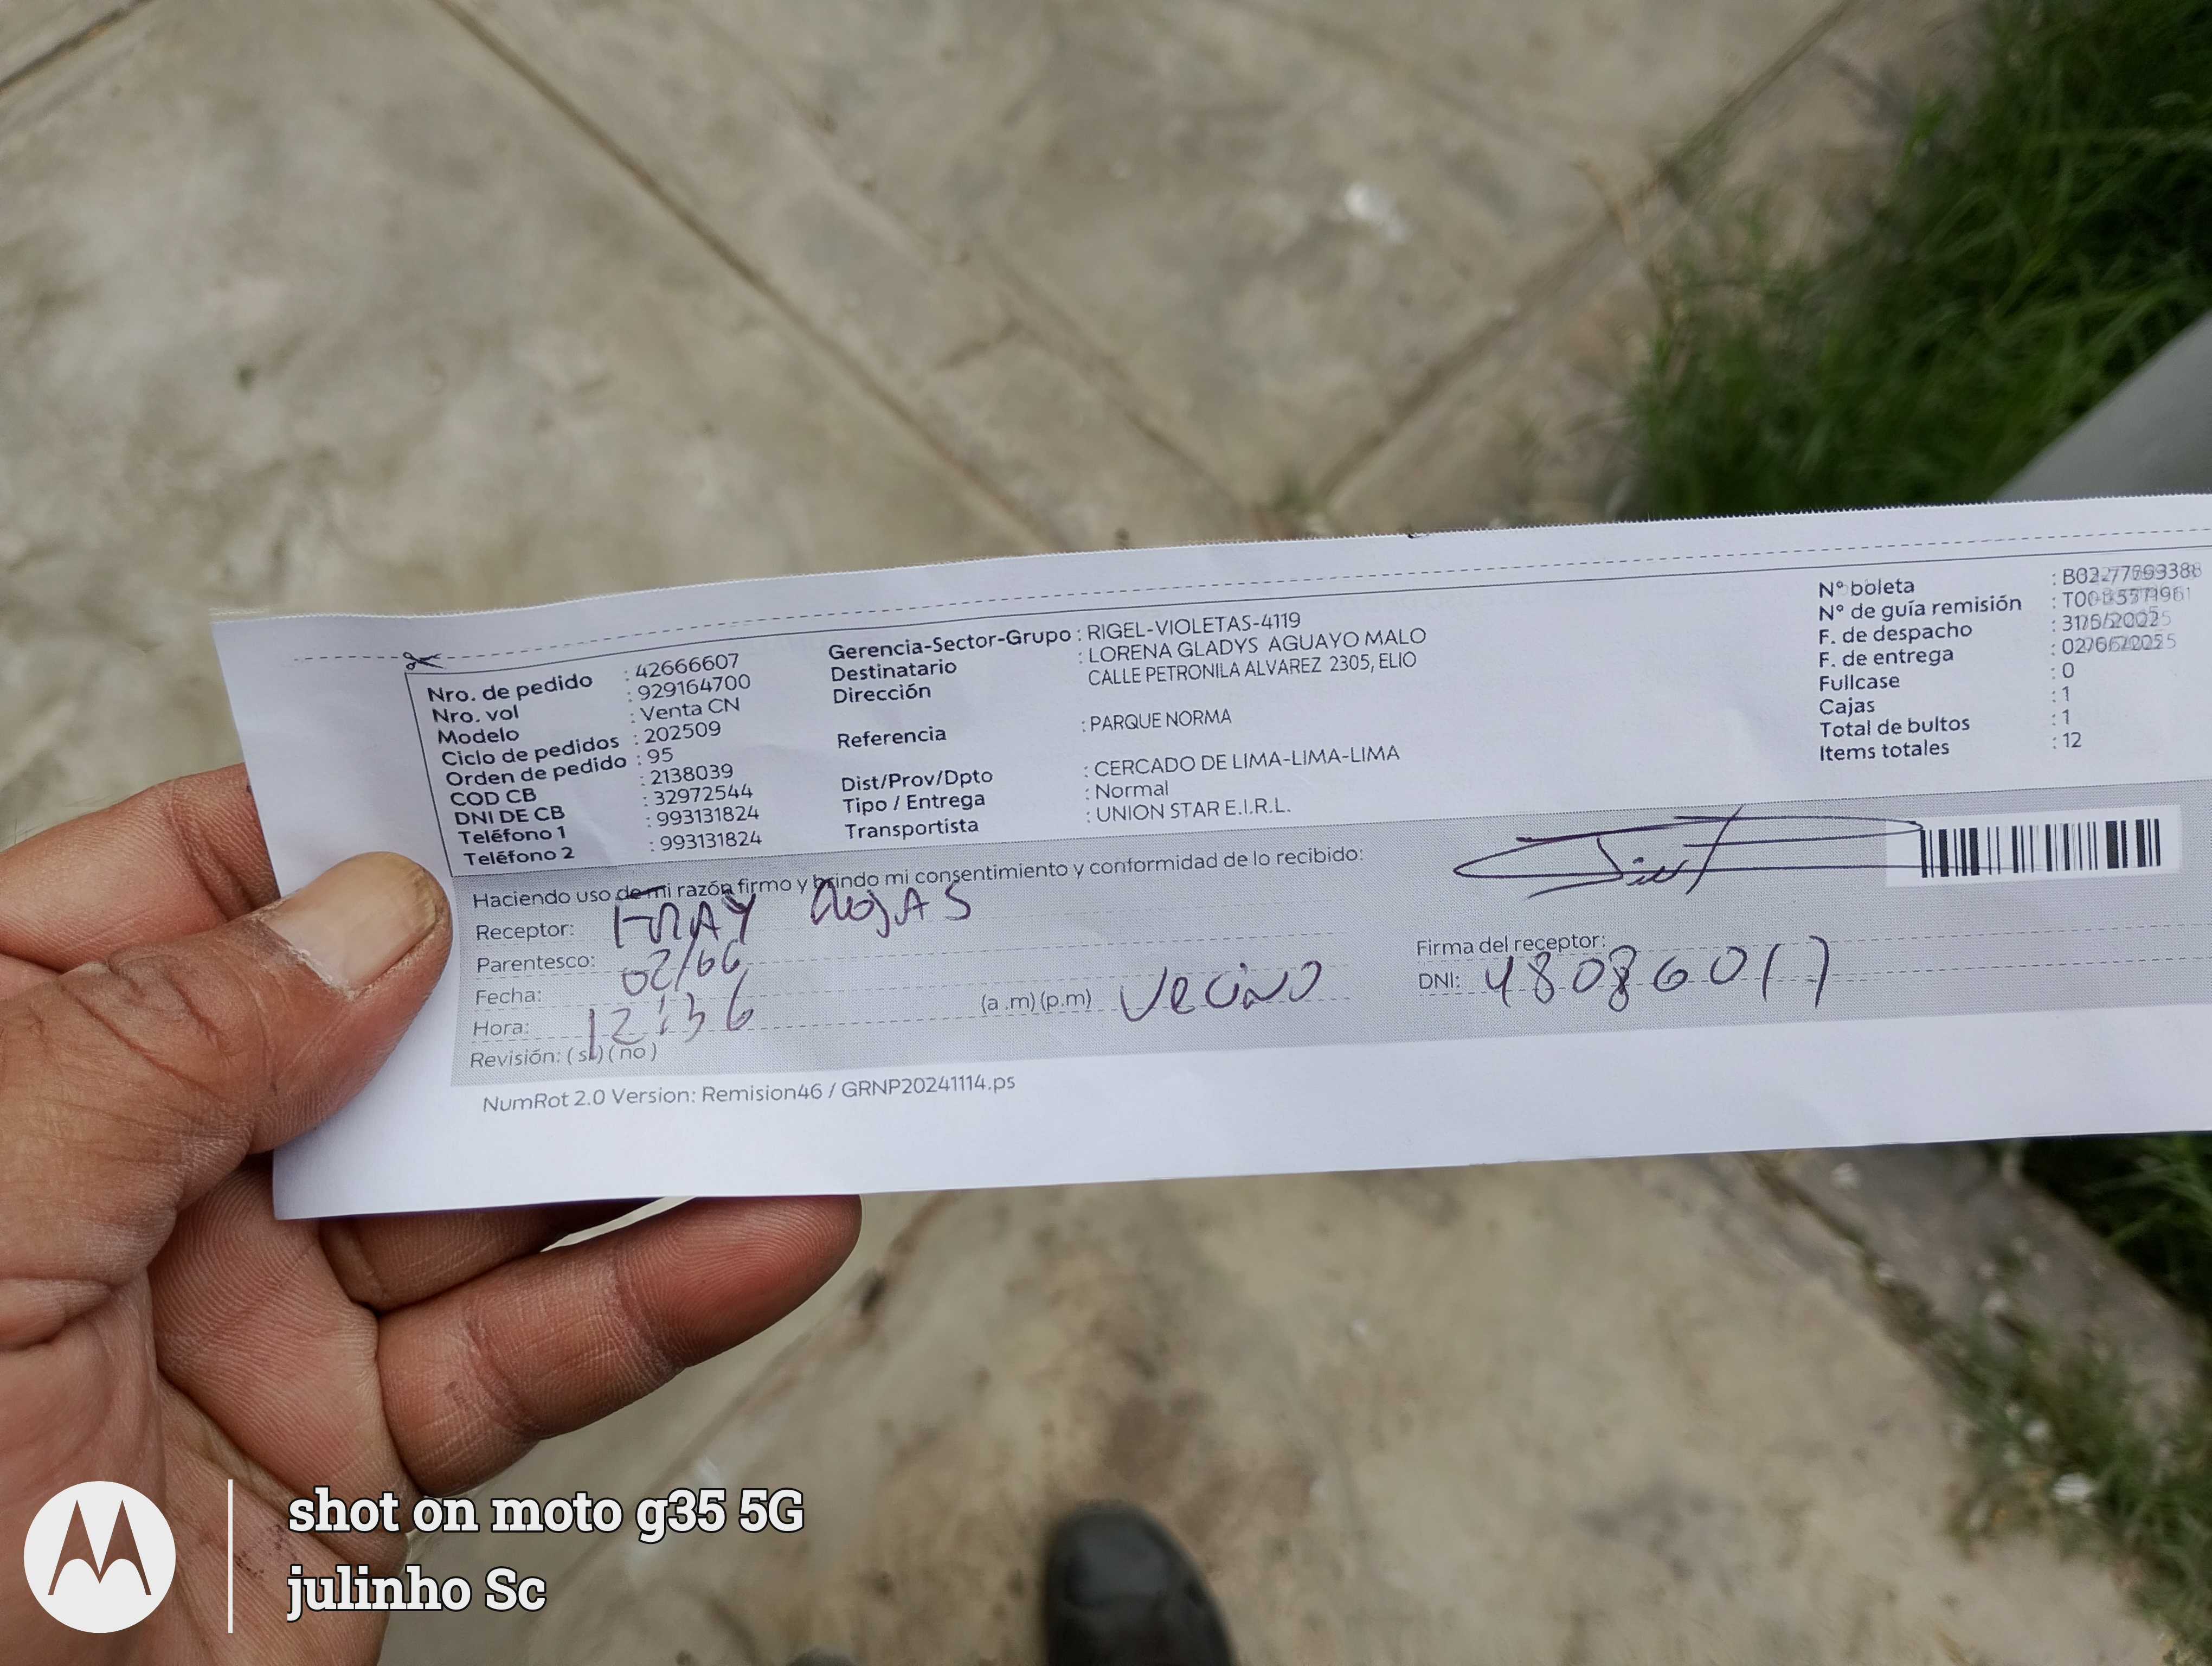 Nro. de pedido : 42666607
Nro. vol : 929164700
Modelo : Venta CN
Ciclo de pedidos : 202509
Orden de pedido : 95
COD CB : 2138039
DNI DE CB : 32972544
Teléfono 1 : 993131824
Teléfono 2 : 993131824
Gerencia-Sector-Grupo : RIGEL-VIOLETAS-4119
Destinatario : LORENA GLADYS AGUAYO MALO
Dirección CALLE PETRONILA ALVAREZ 2305, ELIO
Referencia : PARQUE NORMA
Dist/Prov/Dpto : CERCADO DE LIMA-LIMA-LIMA
Tipo / Entrega : Normal
Transportista : UNION STAR E.I.R.L.
N° boleta
N° de guía remisión
F. de despacho
F. de entrega
Fullcase : 0
Cajas : 1
Total de bultos : 1
Items totales : 12
Haciendo uso de mi razón firmo y brindo mi consentimiento y conformidad de lo recibido:
Receptor: ROJAS
Parentesco:
Fecha: 02/06
Hora: 12:36 (a .m) (p.m) Vecino
Revisión: ( si ) ( no )
Firma del receptor:
DNI: 48086017
NumRot 2.0 Version: Remision46 / GRNP20241114.ps
shot on moto g35 5G
julinho Sc